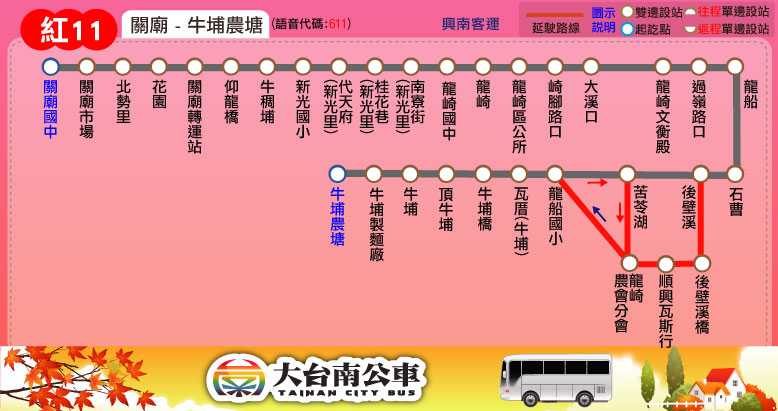 紅11
關廟 - 牛埔農塘
(語音代碼:611)
興南客運
延駛路線
圖示說明
雙邊設站
往程單邊設站
起訖點
返程單邊設站
關廟國中
關廟市場
北勢里
花園
關廟轉運站
仰龍橋
牛稠埔
新光國小
代天府(新光里)
桂花巷(新光里)
南寮街(新光里)
龍崎國中
龍崎
龍崎區公所
崎腳路口
大溪口
龍崎文衡殿
過嶺路口
龍船
牛埔農塘
牛埔製麵廠
牛埔
頂牛埔
牛埔橋
瓦厝(牛埔)
龍船國小
苦苓湖
後壁溪
石曹
龍崎農會分會
順興瓦斯行
後壁溪橋
大台南公車
TAINAN CITY BUS